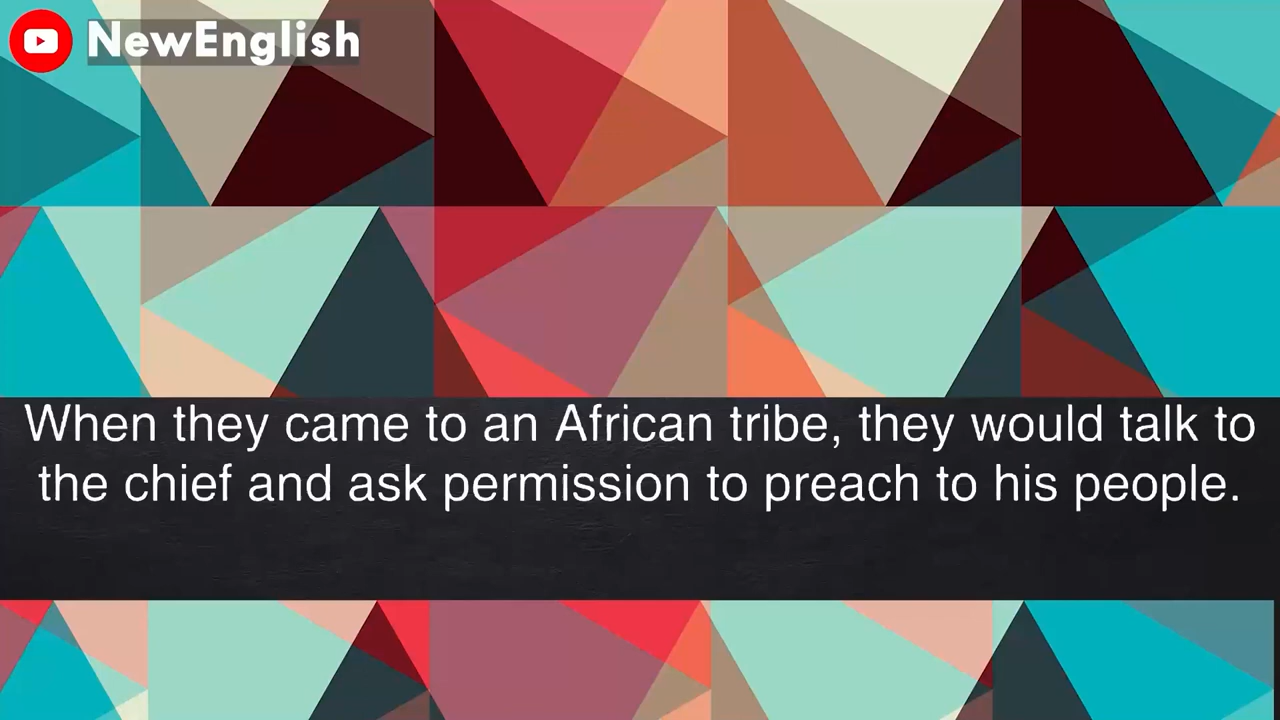 NewEnglish
When they came to an African tribe, they would talk to
the chief and ask permission to preach to his people.